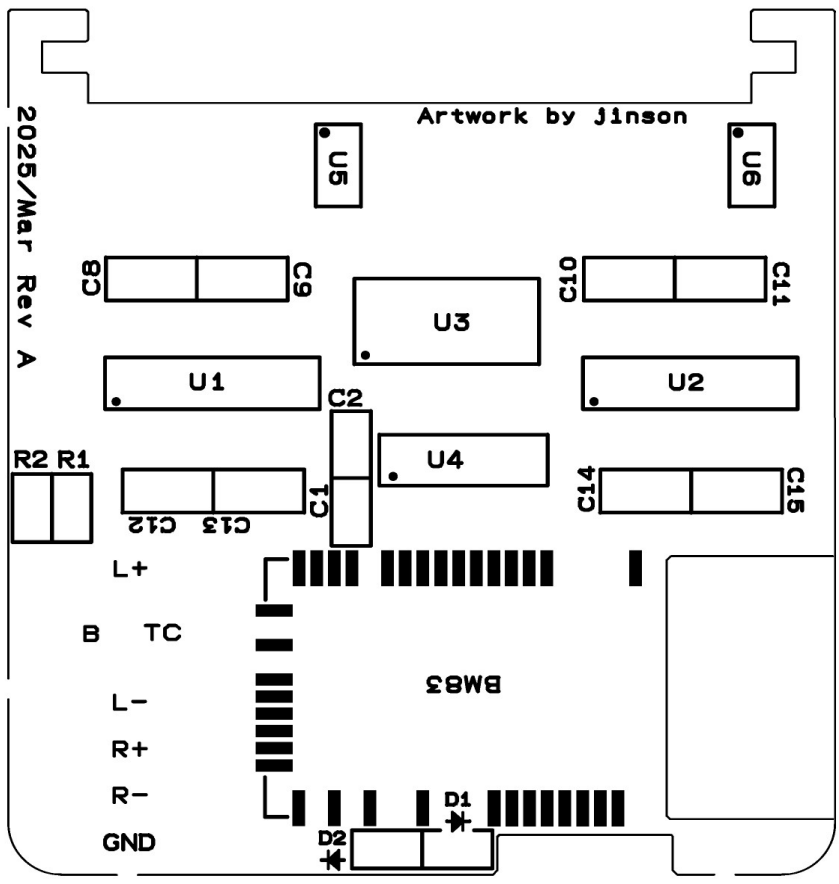 Artwork by jinson
2025/Mar Rev A
U5
U6
C8
C9
C10
C11
U3
U1
U2
C2
U4
R2 R1
C12
C13
C1
C14
C15
L+
B TC
L-
R+
R-
GND
BM83
D1
D2